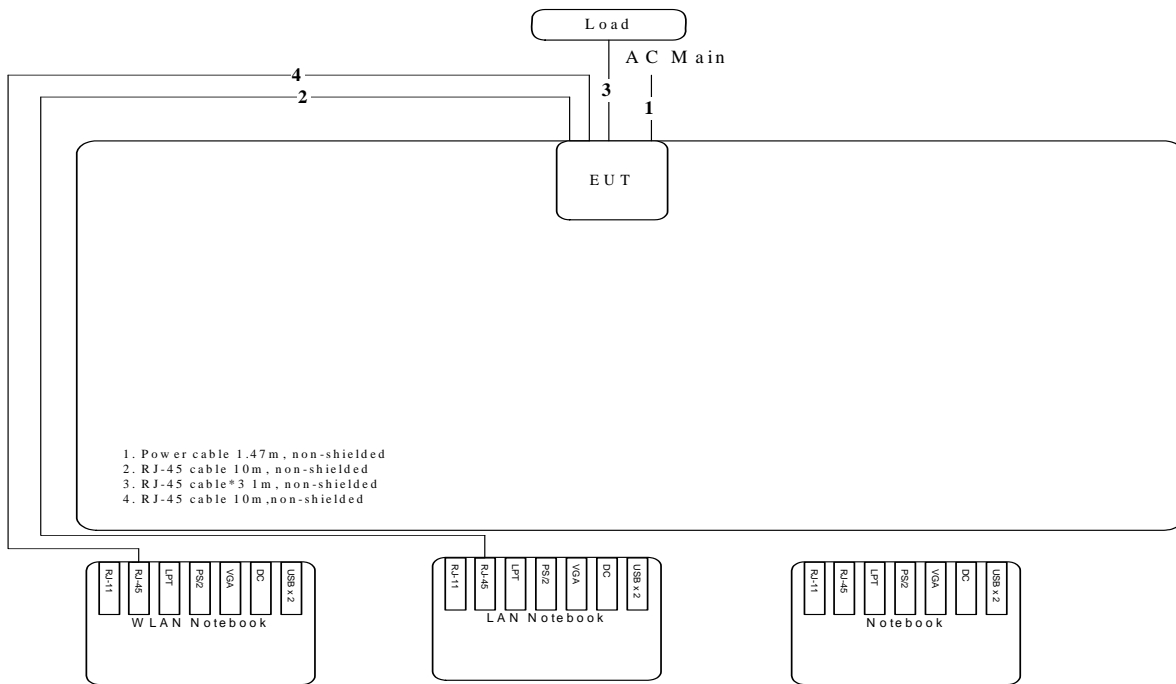 Load
AC Main
4
2
3
1
EUT
1. Power cable 1.47m, non-shielded
2. RJ-45 cable 10m, non-shielded
3. RJ-45 cable*3 1m, non-shielded
4. RJ-45 cable 10m,non-shielded
RJ-11
RJ-45
LPT
PS/2
VGA
DC
USB x 2
WLAN Notebook
RJ-11
RJ-45
LPT
PS/2
VGA
DC
USB x 2
LAN Notebook
RJ-11
RJ-45
LPT
PS/2
VGA
DC
USB x 2
Notebook